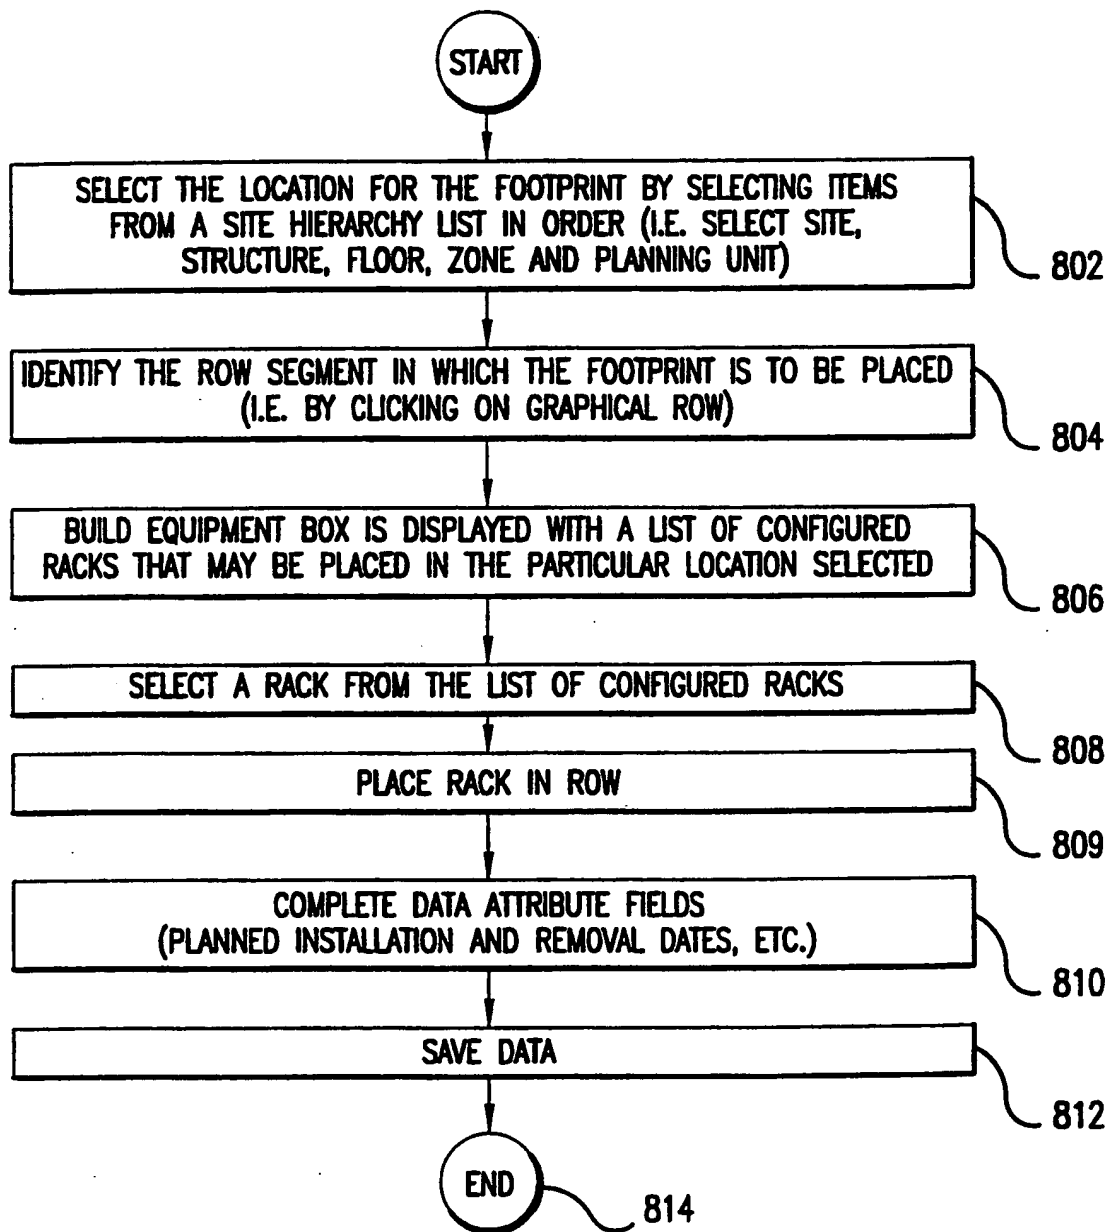 START
SELECT THE LOCATION FOR THE FOOTPRINT BY SELECTING ITEMS
FROM A SITE HIERARCHY LIST IN ORDER (I.E. SELECT SITE,
STRUCTURE, FLOOR, ZONE AND PLANNING UNIT)
802
IDENTIFY THE ROW SEGMENT IN WHICH THE FOOTPRINT IS TO BE PLACED
(I.E. BY CLICKING ON GRAPHICAL ROW)
804
BUILD EQUIPMENT BOX IS DISPLAYED WITH A LIST OF CONFIGURED
RACKS THAT MAY BE PLACED IN THE PARTICULAR LOCATION SELECTED
806
SELECT A RACK FROM THE LIST OF CONFIGURED RACKS
808
PLACE RACK IN ROW
809
COMPLETE DATA ATTRIBUTE FIELDS
(PLANNED INSTALLATION AND REMOVAL DATES, ETC.)
810
SAVE DATA
812
END
814